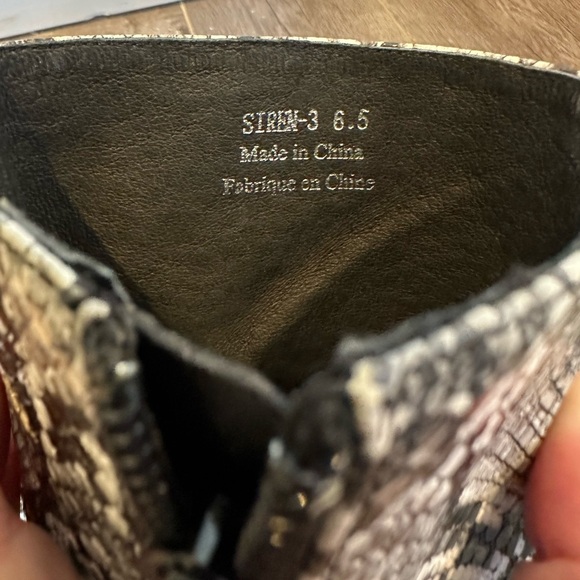 SIREN-3 6.5
Made in China
Fabrique en Chine